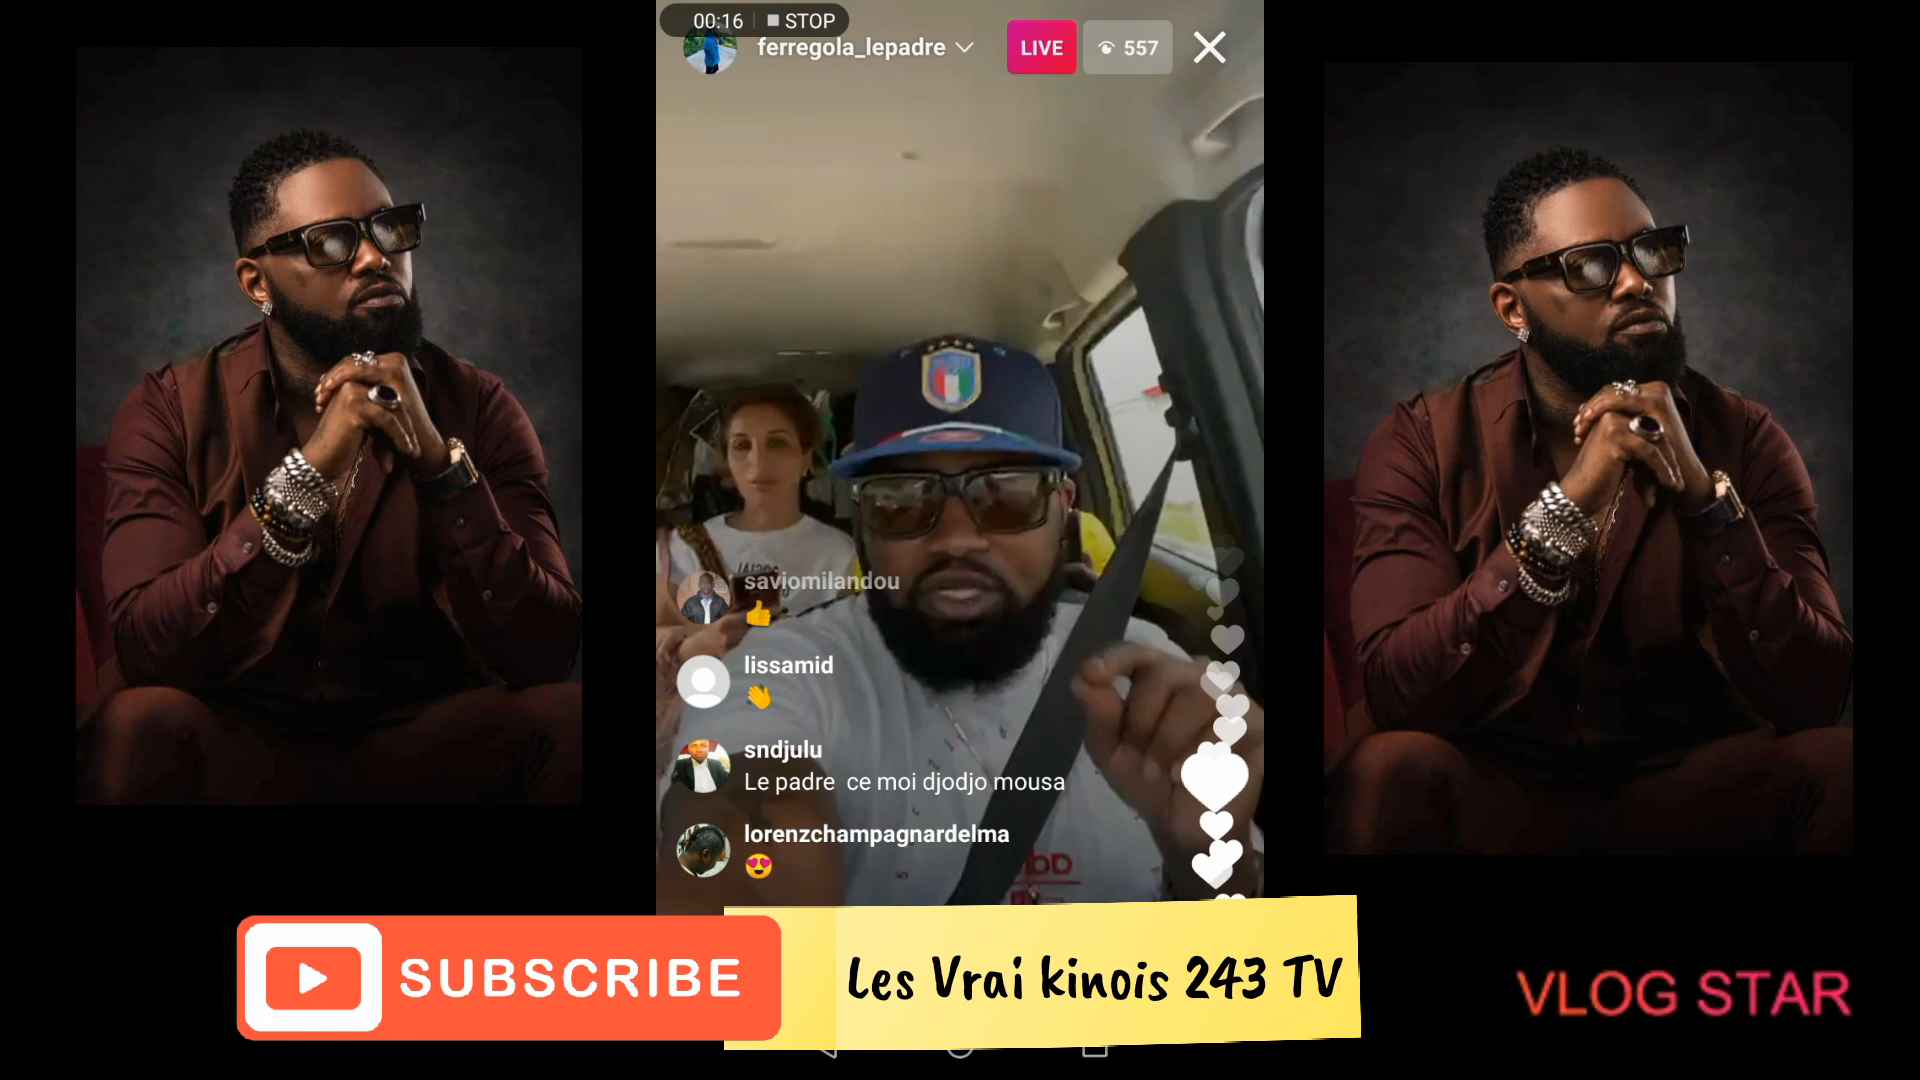 00:16 STOP
ferregola_lepadre
LIVE
557
saviomilandou
👍
lissamid
👋
sndjulu
Le padre ce moi djodjo mousa
lorenzchampagnardelma
😍
SUBSCRIBE
Les Vrai kinois 243 TV
VLOG STAR